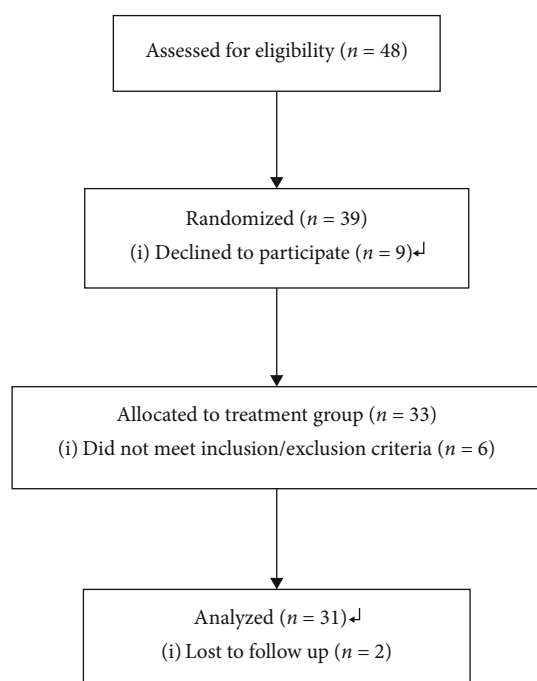 Assessed for eligibility (n = 48)
Randomized (n = 39)
(i) Declined to participate (n = 9)↲
Allocated to treatment group (n = 33)
(i) Did not meet inclusion/exclusion criteria (n = 6)
Analyzed (n = 31)↲
(i) Lost to follow up (n = 2)